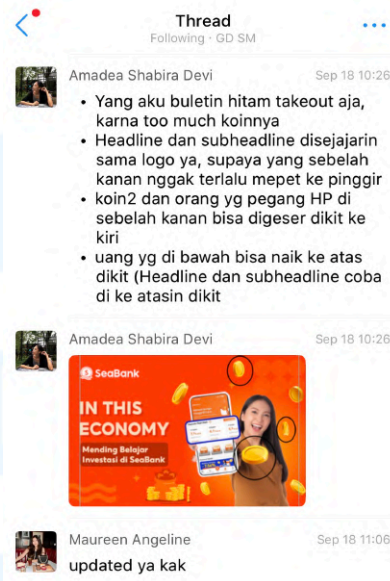 Thread
Following · GD SM
Amadea Shabira Devi
Sep 18 10:26
• Yang aku buletin hitam takeout aja,
karna too much koinnya
• Headline dan subheadline disejajarin
sama logo ya, supaya yang sebelah
kanan nggak terlalu mepet ke pinggir
• koin2 dan orang yg pegang HP di
sebelah kanan bisa digeser dikit ke
kiri
• uang yg di bawah bisa naik ke atas
dikit (Headline dan subheadline coba
di ke atasin dikit
Amadea Shabira Devi
Sep 18 10:26
SeaBank
IN THIS
ECONOMY
Mending Belajar
Investasi di SeaBank
Maureen Angeline
Sep 18 11:06
updated ya kak